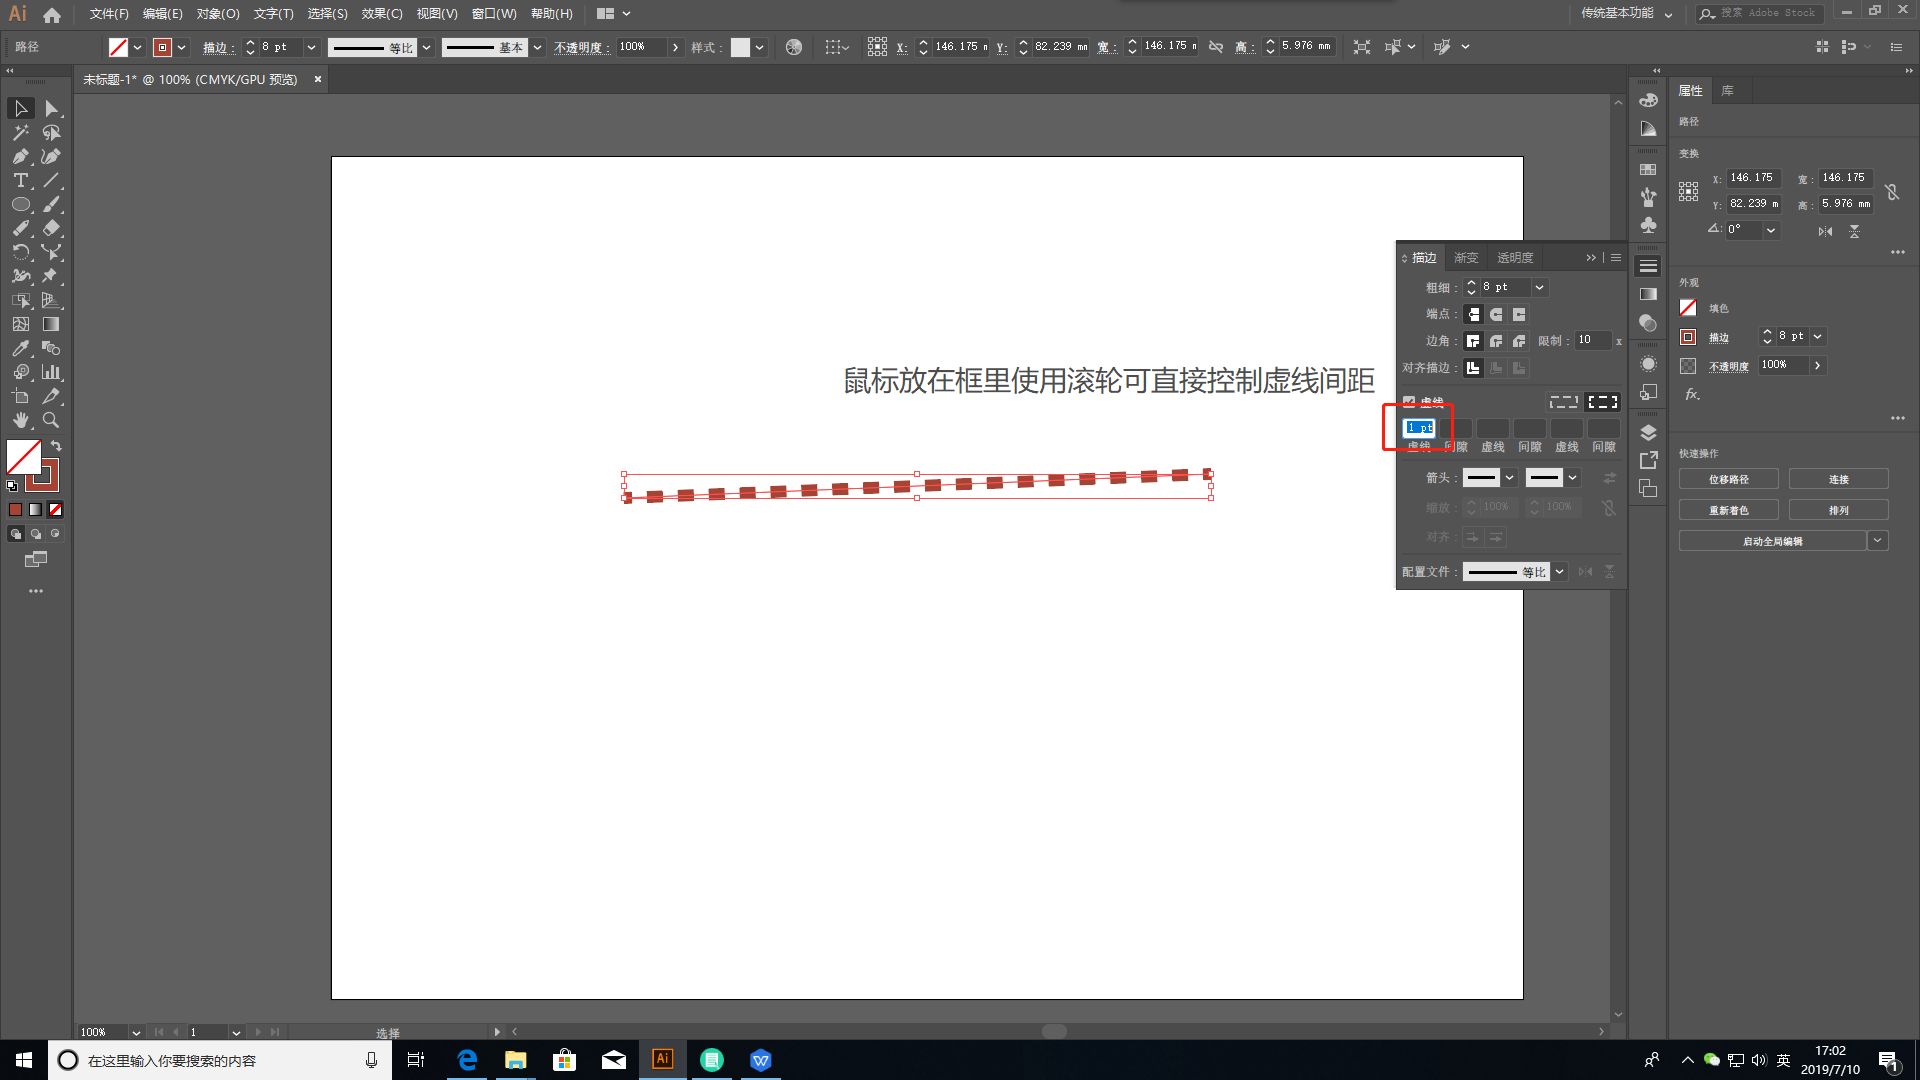 Ai 文件(F) 编辑(E) 对象(O) 文字(T) 选择(S) 效果(C) 视图(V) 窗口(W) 帮助(H) 传统基本功能 搜索 Adobe Stock
路径 描边： 8 pt 等比 基本 不透明度： 100% 样式： X: 146.175 Y: 82.239 mm 宽： 146.175 高： 5.976 mm
未标题-1* @ 100% (CMYK/GPU 预览) ×
属性 库
路径
变换
X: 146.175 宽： 146.175
Y: 82.239 m 高： 5.976 mm
0°
外观
填色
描边 8 pt
不透明度 100%
fx.
快速操作
位移路径 连接
重新着色 排列
启动全局编辑
描边 渐变 透明度
粗细： 8 pt
端点：
边角： 限制： 10 x
对齐描边：
虚线
1 pt
虚线 间隙 虚线 间隙 虚线 间隙
箭头：
缩放： 100% 100%
对齐：
配置文件： 等比
鼠标放在框里使用滚轮可直接控制虚线间距
100% 1 选择
在这里输入你要搜索的内容 Ai 英 17:02
2019/7/10 1